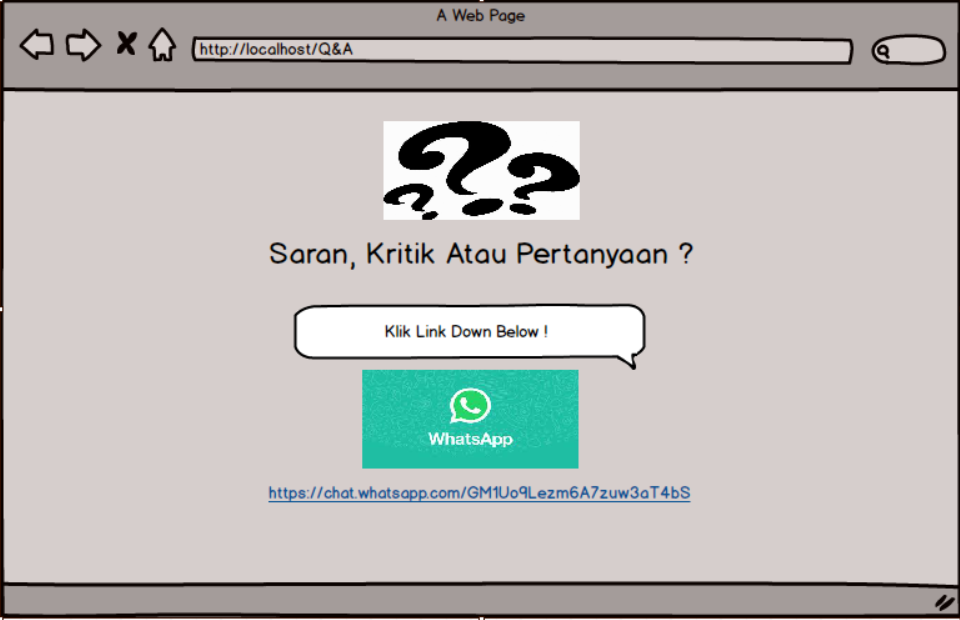 A Web Page
http://localhost/Q&A
Saran, Kritik Atau Pertanyaan ?
Klik Link Down Below !
WhatsApp
https://chat.whatsapp.com/GM1Uo9Lezm6A7zuw3aT4bS